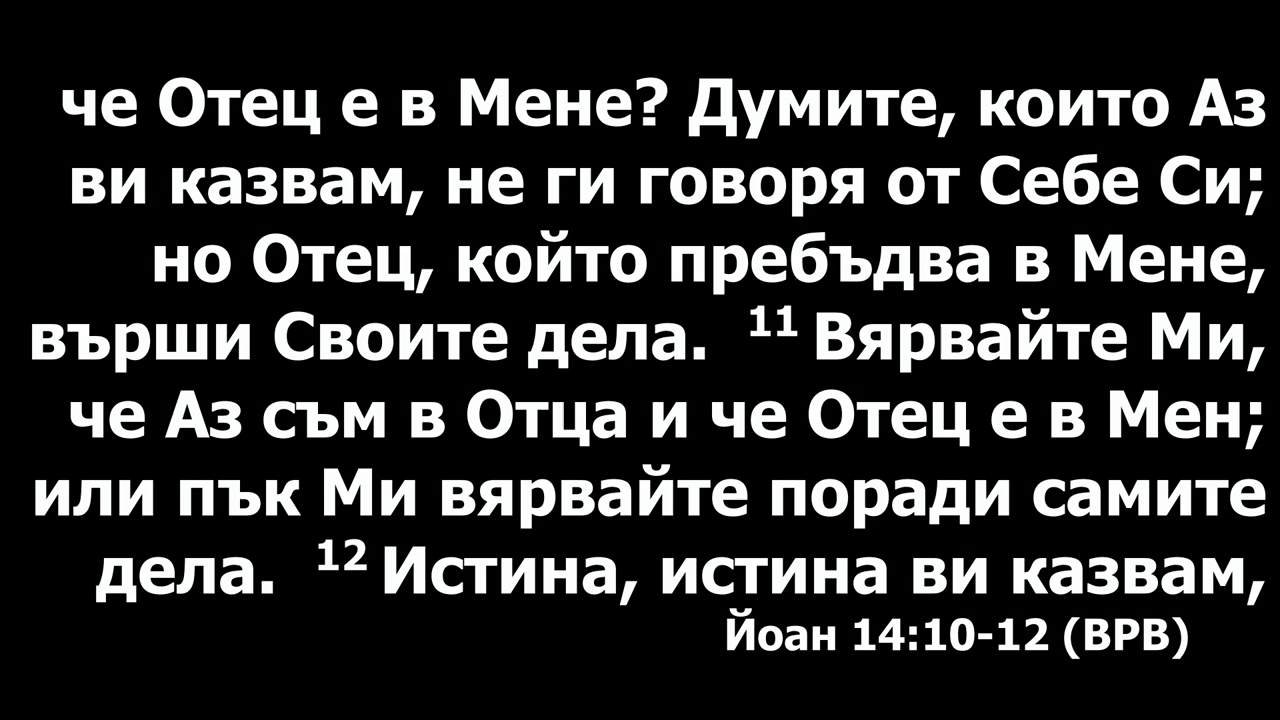 че Отец е в Мене? Думите, които Аз
ви казвам, не ги говоря от Себе Си;
но Отец, който пребъдва в Мене,
върши Своите дела. 11 Вярвайте Ми,
че Аз съм в Отца и че Отец е в Мен;
или пък Ми вярвайте поради самите
дела. 12 Истина, истина ви казвам,
Йоан 14:10-12 (ВРВ)